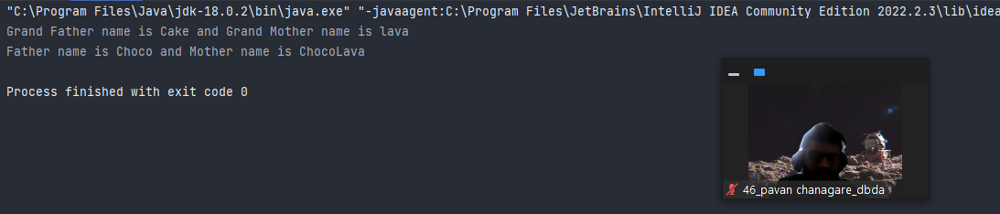 "C:\Program Files\Java\jdk-18.0.2\bin\java.exe" "-javaagent:C:\Program Files\JetBrains\IntelliJ IDEA Community Edition 2022.2.3\lib\idea
Grand Father name is Cake and Grand Mother name is lava
Father name is Choco and Mother name is ChocoLava
Process finished with exit code 0
46_pavan chanagare_dbda